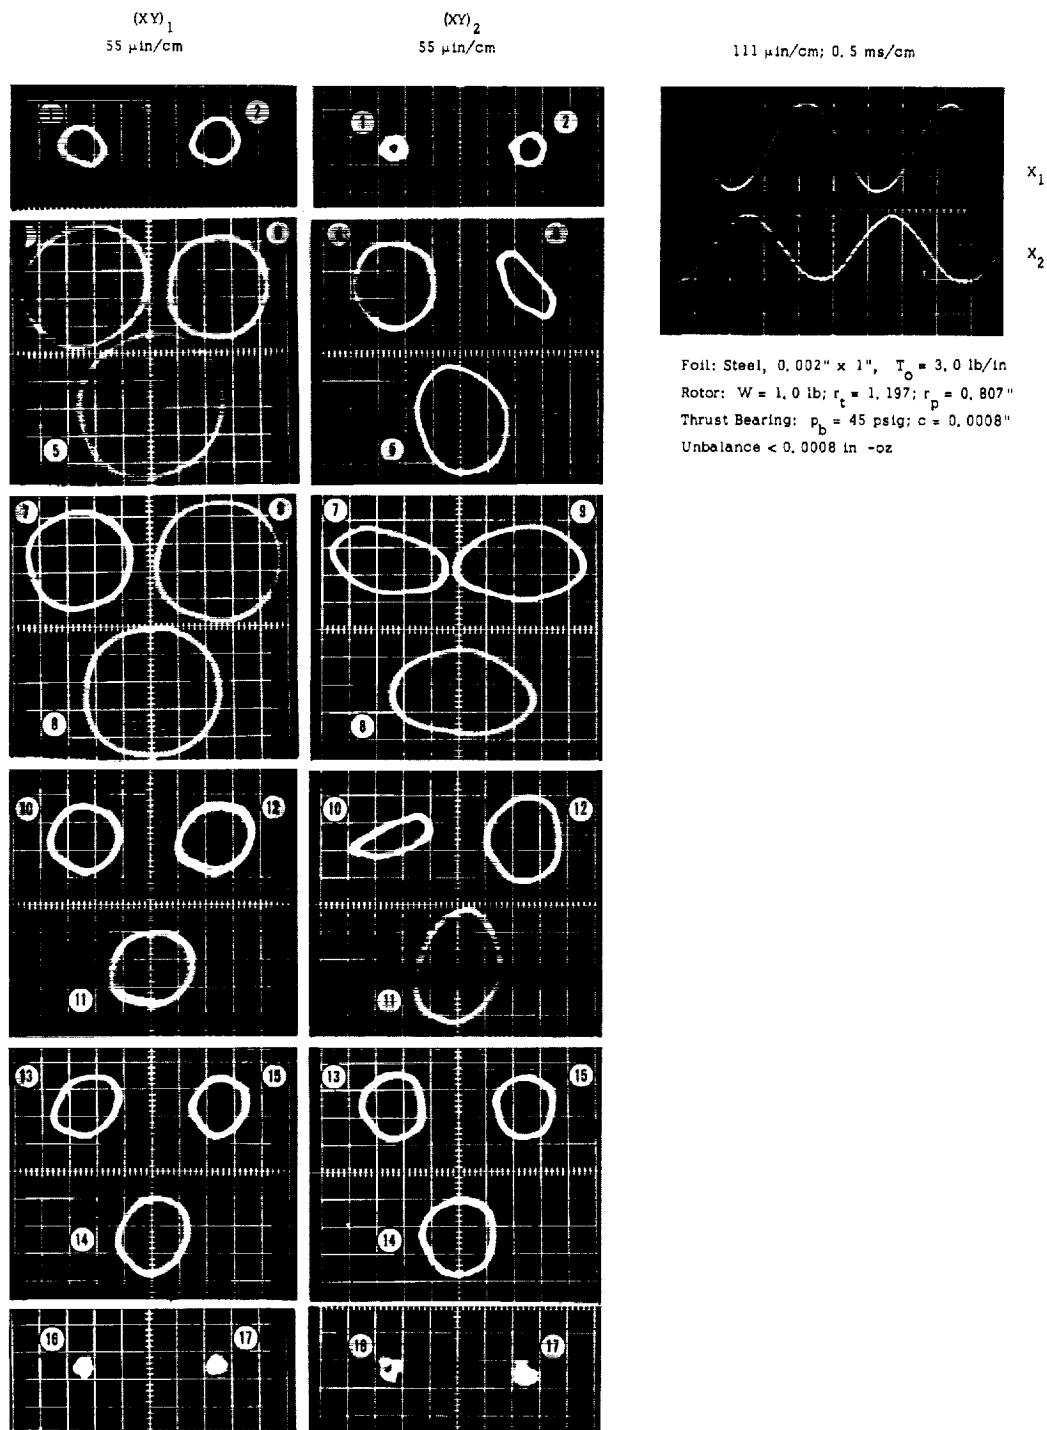 (XY)1 (XY)2
55 μin/cm 55 μin/cm
111 μin/cm; 0.5 ms/cm
1 2 1 2
X1
X2
5 6
Foil: Steel, 0.002" x 1", To = 3.0 lb/in
Rotor: W = 1.0 lb; rt = 1.197; rp = 0.807"
Thrust Bearing: pb = 45 psig; c = 0.0008"
Unbalance < 0.0008 in -oz
7 7 9
8 8
10 12 10 12
11 11
13 15 13 15
14 14
16 17 17